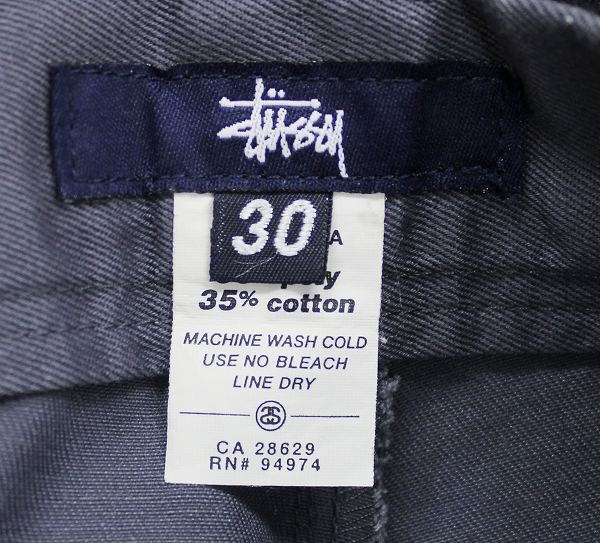 Stüssy
30
A
35% cotton
MACHINE WASH COLD
USE NO BLEACH
LINE DRY
CA 28629
RN# 94974